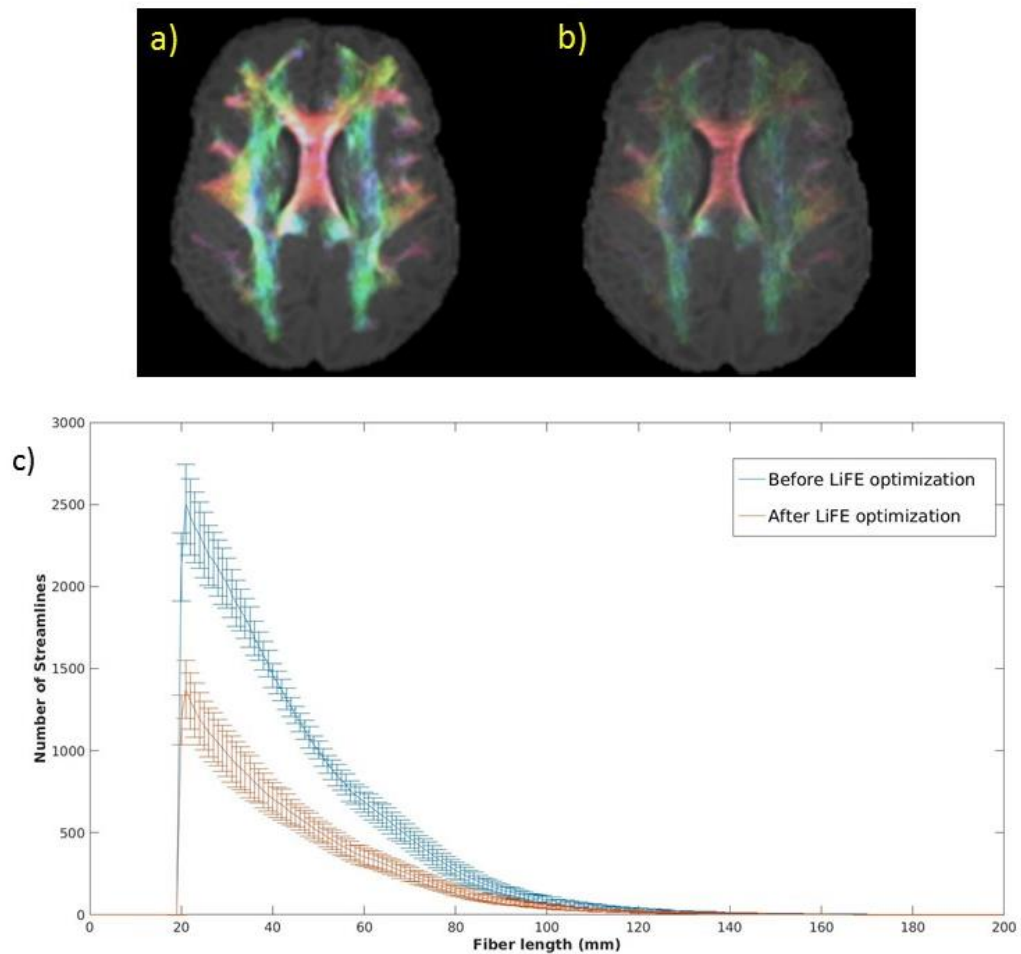 a)
b)
c)
3000
2500
2000
1500
1000
500
0
Number of Streamlines
Before LiFE optimization
After LiFE optimization
0 20 40 60 80 100 120 140 160 180 200
Fiber length (mm)